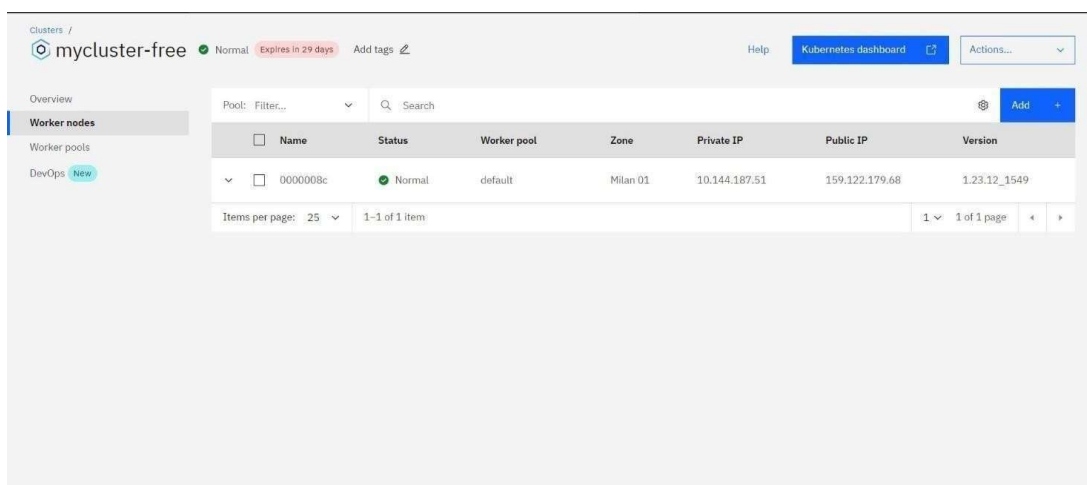 Clusters /
mycluster-free Normal Expires in 29 days Add tags Help Kubernetes dashboard Actions...
Overview
Worker nodes
Worker pools
DevOps New
Pool: Filter... Search Add +
Name Status Worker pool Zone Private IP Public IP Version
0000008c Normal default Milan 01 10.144.187.51 159.122.179.68 1.23.12_1549
Items per page: 25 1–1 of 1 item 1 1 of 1 page